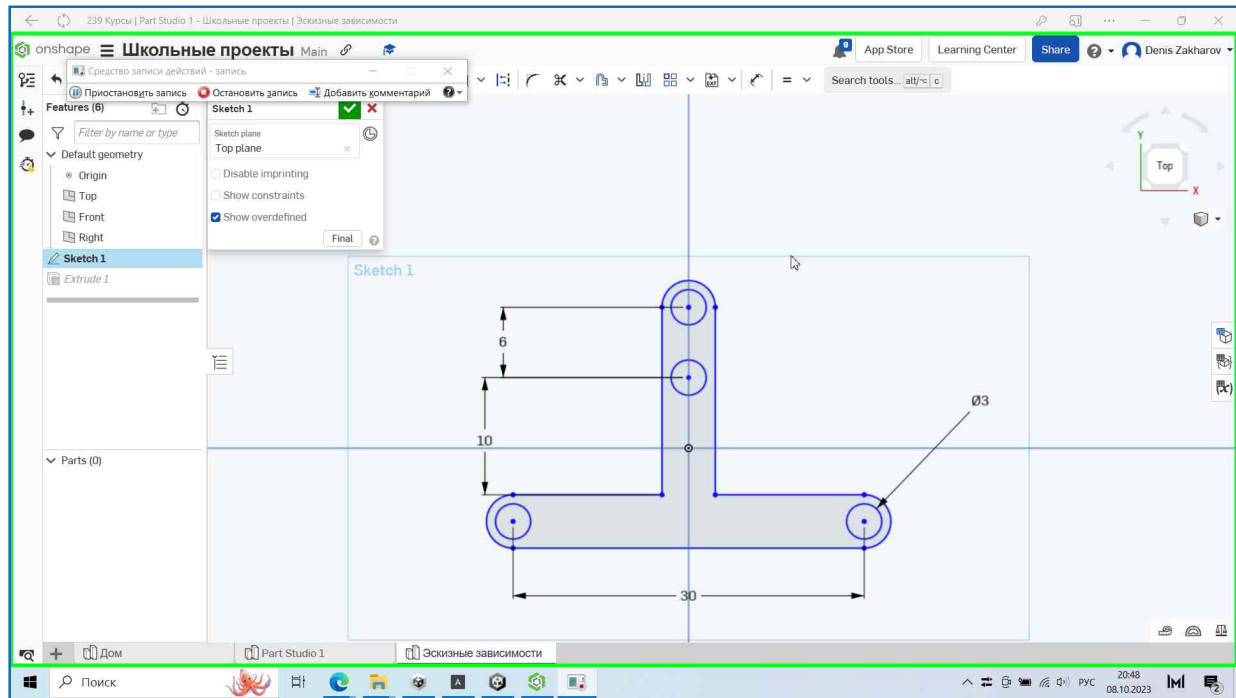 239 Курсы | Part Studio 1 - Школьные проекты | Эскизные зависимости
onshape Школьные проекты Main
9 App Store Learning Center Share Denis Zakharov
Средство записи действий - запись
Приостановить запись Остановить запись Добавить комментарий
Search tools... alt/⌥ c
Features (6)
Filter by name or type
Default geometry
Origin
Top
Front
Right
Sketch 1
Extrude 1
Parts (0)
Sketch 1
Sketch plane
Top plane
Disable imprinting
Show constraints
Show overdefined
Final
Sketch 1
Y
Top
X
6
10
Ø3
30
Дом Part Studio 1 Эскизные зависимости
Поиск
РУС
20:48
08.10.2023
2